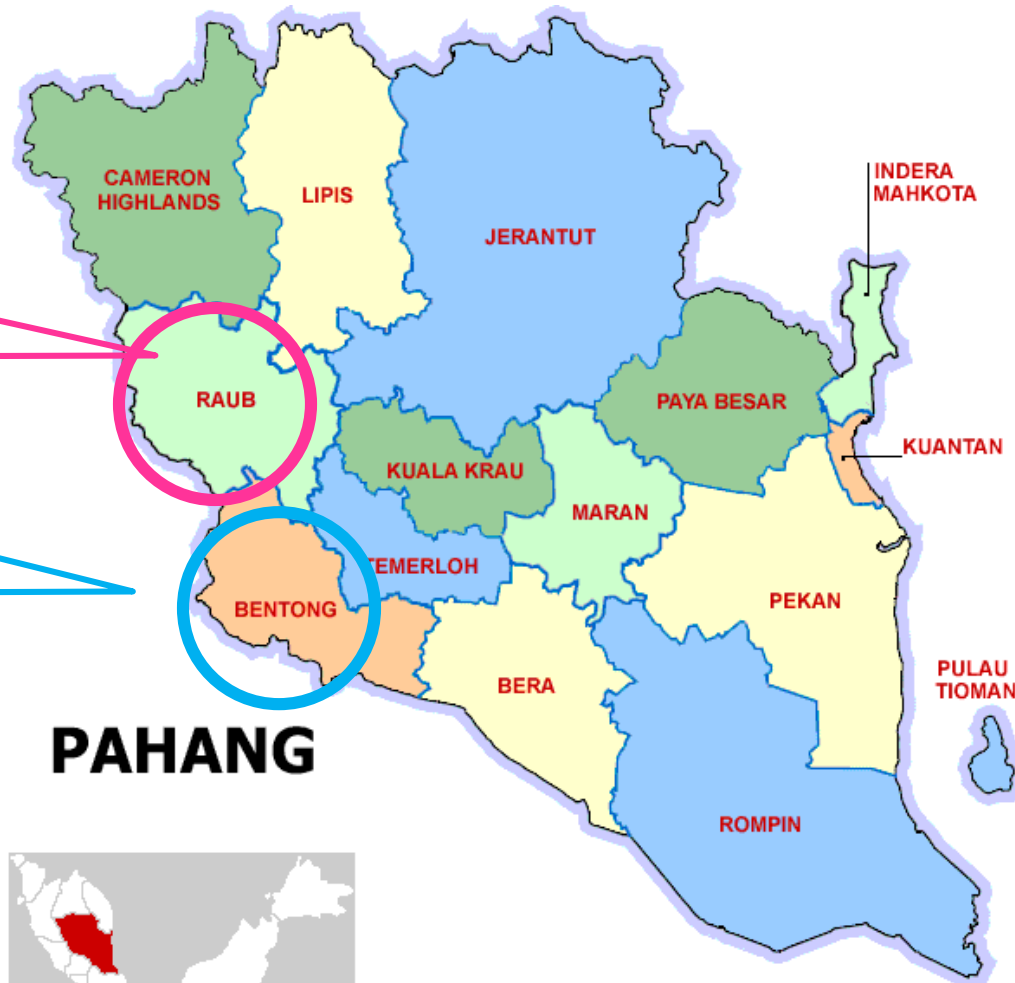 CAMERON
HIGHLANDS
LIPIS
INDERA
MAHKOTA
JERANTUT
RAUB
PAYA BESAR
KUANTAN
KUALA KRAU
MARAN
TEMERLOH
BENTONG
PEKAN
BERA
PULAU
TIOMAN
PAHANG
ROMPIN